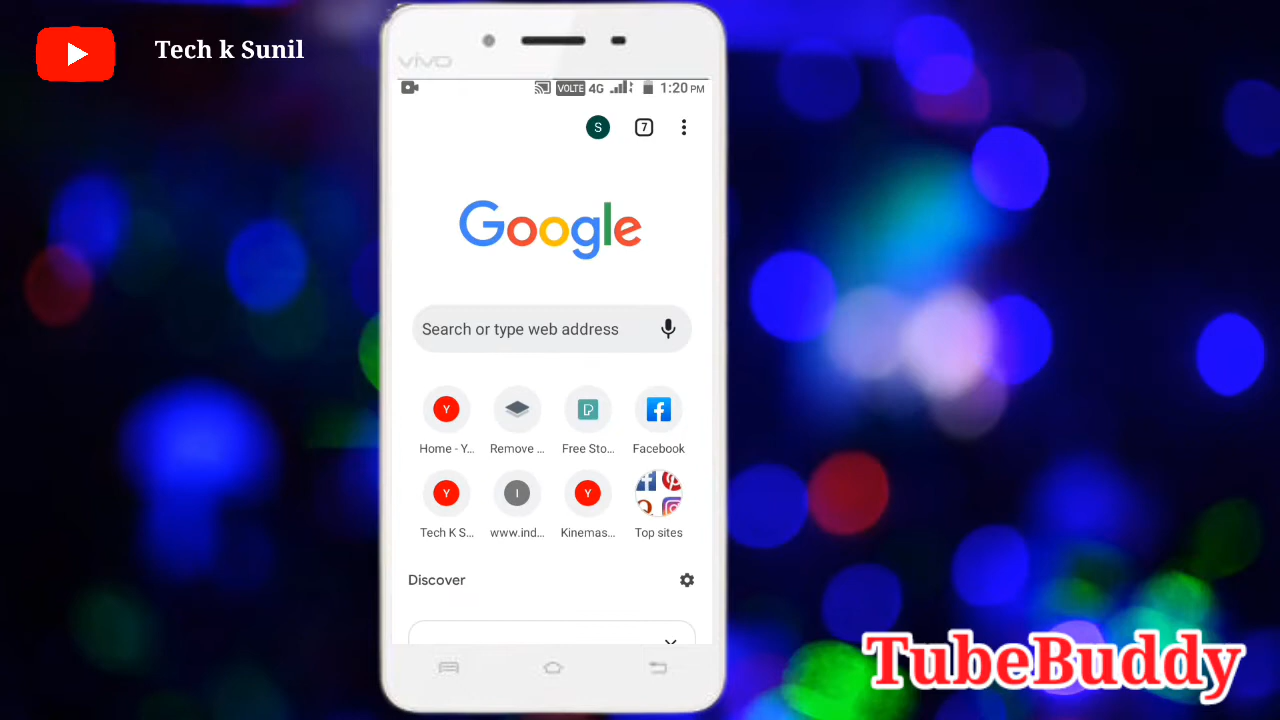 Tech k Sunil
vivo
VOLTE 4G 1:20 PM
S 7
Google
Search or type web address
Y
Home - Y... Remove ... Free Sto... Facebook
Y I Y
Tech K S... www.ind... Kinemas... Top sites
Discover
TubeBuddy